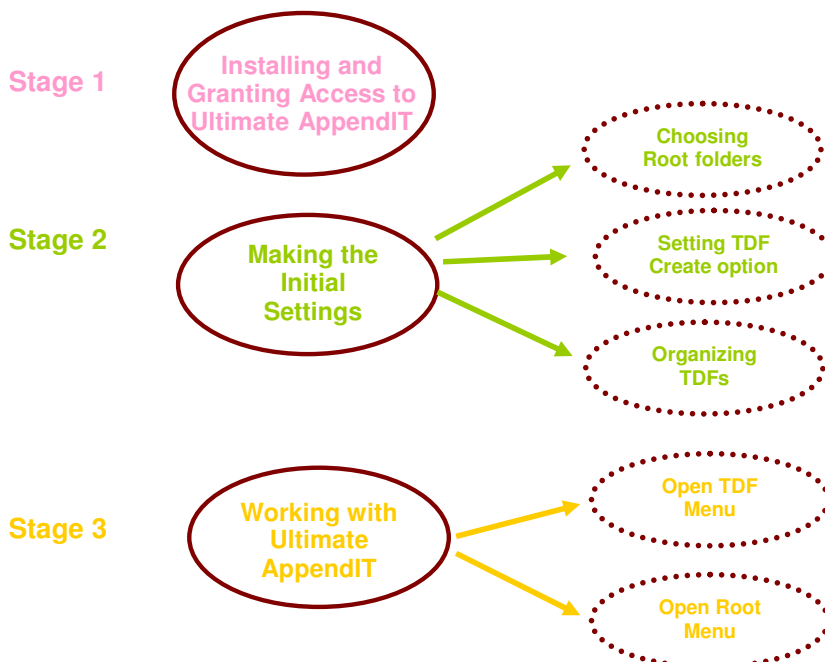 Stage 1
Installing and
Granting Access to
Ultimate AppendIT
Choosing
Root folders
Stage 2
Making the
Initial
Settings
Setting TDF
Create option
Organizing
TDFs
Stage 3
Working with
Ultimate
AppendIT
Open TDF
Menu
Open Root
Menu